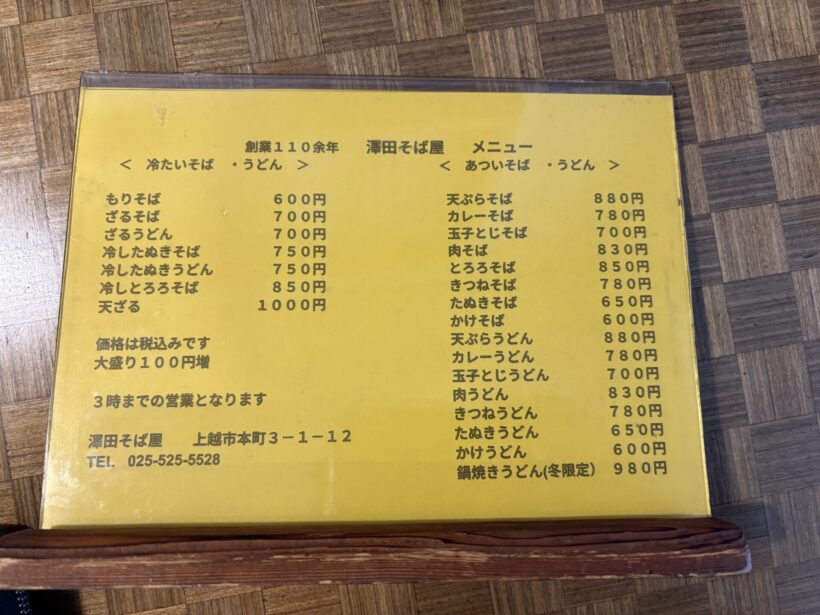 創業１１０余年　澤田そば屋　メニュー
＜　冷たいそば　・うどん　＞
もりそば　６００円
ざるそば　７００円
ざるうどん　７００円
冷したぬきそば　７５０円
冷したぬきうどん　７５０円
冷しとろろそば　８５０円
天ざる　１０００円
価格は税込みです
大盛り１００円増
３時までの営業となります
澤田そば屋　上越市本町３－１－１２
TEL　025-525-5528
＜　あついそば　・うどん　＞
天ぷらそば　８８０円
カレーそば　７８０円
玉子とじそば　７００円
肉そば　８３０円
とろろそば　８５０円
きつねそば　７８０円
たぬきそば　６５０円
かけそば　６００円
天ぷらうどん　８８０円
カレーうどん　７８０円
玉子とじうどん　７００円
肉うどん　８３０円
きつねうどん　７８０円
たぬきうどん　６５０円
かけうどん　６００円
鍋焼きうどん(冬限定）　９８０円